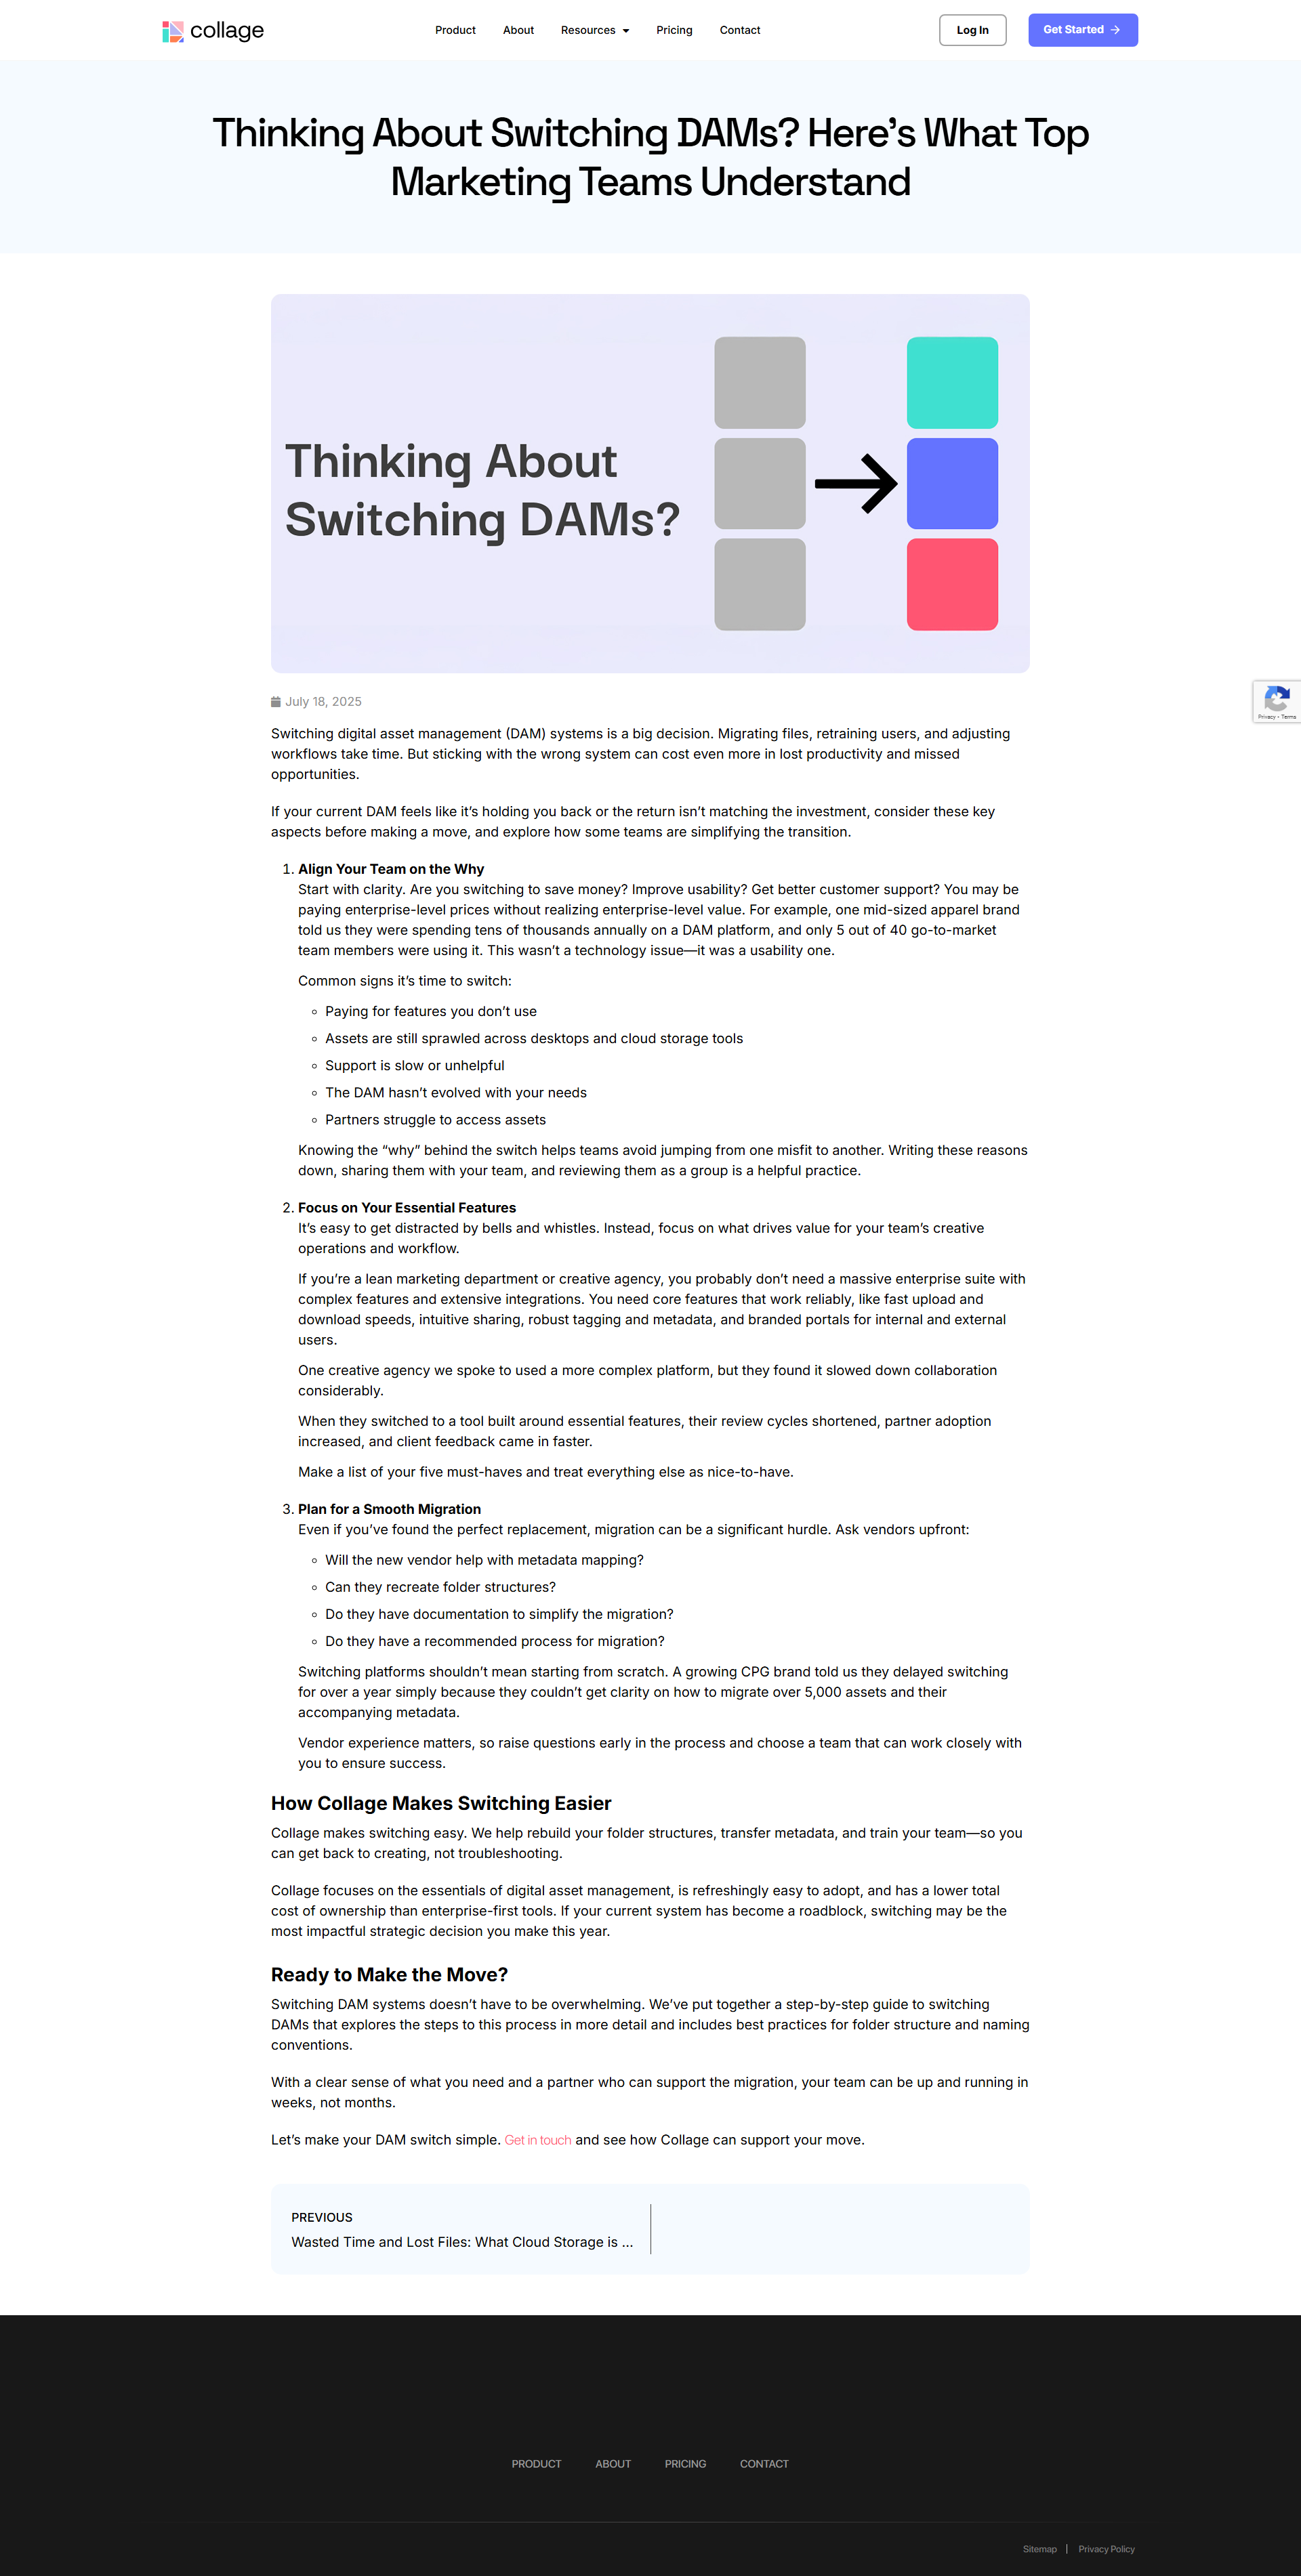 collage
Product About Resources Pricing Contact
Log In
Get Started →
Thinking About Switching DAMs? Here's What Top
Marketing Teams Understand
Thinking About
Switching DAMs?
July 18, 2025
Privacy - Terms
Switching digital asset management (DAM) systems is a big decision. Migrating files, retraining users, and adjusting
workflows take time. But sticking with the wrong system can cost even more in lost productivity and missed
opportunities.
If your current DAM feels like it's holding you back or the return isn't matching the investment, consider these key
aspects before making a move, and explore how some teams are simplifying the transition.
1. Align Your Team on the Why
Start with clarity. Are you switching to save money? Improve usability? Get better customer support? You may be
paying enterprise-level prices without realizing enterprise-level value. For example, one mid-sized apparel brand
told us they were spending tens of thousands annually on a DAM platform, and only 5 out of 40 go-to-market
team members were using it. This wasn't a technology issue—it was a usability one.
Common signs it's time to switch:
◦ Paying for features you don't use
◦ Assets are still sprawled across desktops and cloud storage tools
◦ Support is slow or unhelpful
◦ The DAM hasn't evolved with your needs
◦ Partners struggle to access assets
Knowing the “why” behind the switch helps teams avoid jumping from one misfit to another. Writing these reasons
down, sharing them with your team, and reviewing them as a group is a helpful practice.
2. Focus on Your Essential Features
It's easy to get distracted by bells and whistles. Instead, focus on what drives value for your team's creative
operations and workflow.
If you're a lean marketing department or creative agency, you probably don't need a massive enterprise suite with
complex features and extensive integrations. You need core features that work reliably, like fast upload and
download speeds, intuitive sharing, robust tagging and metadata, and branded portals for internal and external
users.
One creative agency we spoke to used a more complex platform, but they found it slowed down collaboration
considerably.
When they switched to a tool built around essential features, their review cycles shortened, partner adoption
increased, and client feedback came in faster.
Make a list of your five must-haves and treat everything else as nice-to-have.
3. Plan for a Smooth Migration
Even if you've found the perfect replacement, migration can be a significant hurdle. Ask vendors upfront:
◦ Will the new vendor help with metadata mapping?
◦ Can they recreate folder structures?
◦ Do they have documentation to simplify the migration?
◦ Do they have a recommended process for migration?
Switching platforms shouldn't mean starting from scratch. A growing CPG brand told us they delayed switching
for over a year simply because they couldn't get clarity on how to migrate over 5,000 assets and their
accompanying metadata.
Vendor experience matters, so raise questions early in the process and choose a team that can work closely with
you to ensure success.
How Collage Makes Switching Easier
Collage makes switching easy. We help rebuild your folder structures, transfer metadata, and train your team—so you
can get back to creating, not troubleshooting.
Collage focuses on the essentials of digital asset management, is refreshingly easy to adopt, and has a lower total
cost of ownership than enterprise-first tools. If your current system has become a roadblock, switching may be the
most impactful strategic decision you make this year.
Ready to Make the Move?
Switching DAM systems doesn't have to be overwhelming. We've put together a step-by-step guide to switching
DAMs that explores the steps to this process in more detail and includes best practices for folder structure and naming
conventions.
With a clear sense of what you need and a partner who can support the migration, your team can be up and running in
weeks, not months.
Let's make your DAM switch simple. Get in touch and see how Collage can support your move.
PREVIOUS
Wasted Time and Lost Files: What Cloud Storage is ...
PRODUCT ABOUT PRICING CONTACT
Sitemap | Privacy Policy